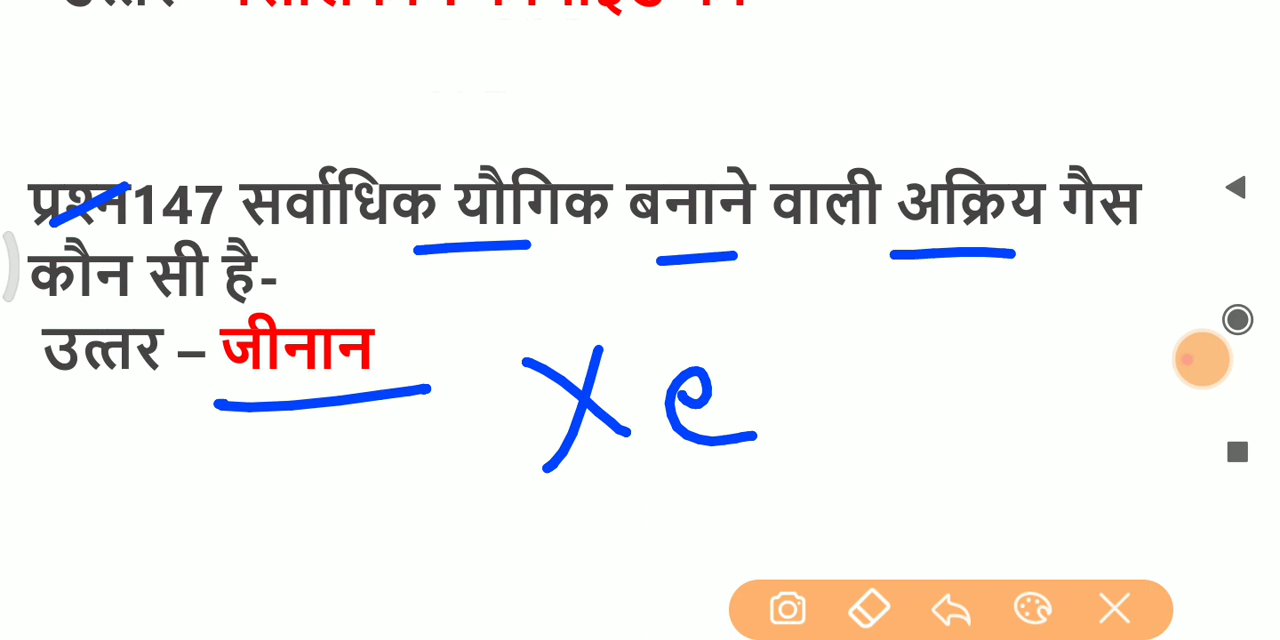 प्रश्न147 सर्वाधिक यौगिक बनाने वाली अक्रिय गैस
कौन सी है-
उत्तर – जीनान
Xe